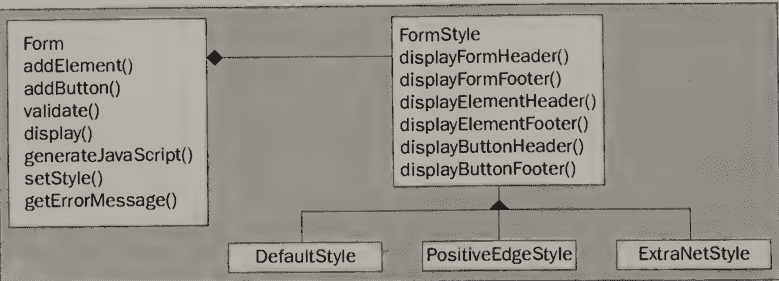 Form
addElement()
addButton()
validate()
display()
generateJavaScript()
setStyle()
getErrorMessage()
FormStyle
displayFormHeader()
displayFormFooter()
displayElementHeader()
displayElementFooter()
displayButtonHeader()
displayButtonFooter()
DefaultStyle
PositiveEdgeStyle
ExtraNetStyle